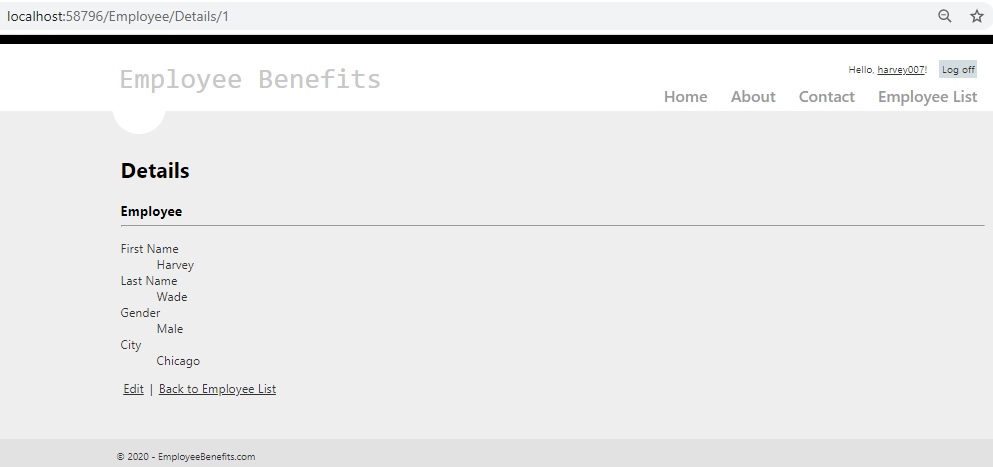 localhost:58796/Employee/Details/1
Employee Benefits
Hello, harvey007! Log off
Home About Contact Employee List
Details
Employee
First Name
Harvey
Last Name
Wade
Gender
Male
City
Chicago
Edit | Back to Employee List
© 2020 - EmployeeBenefits.com